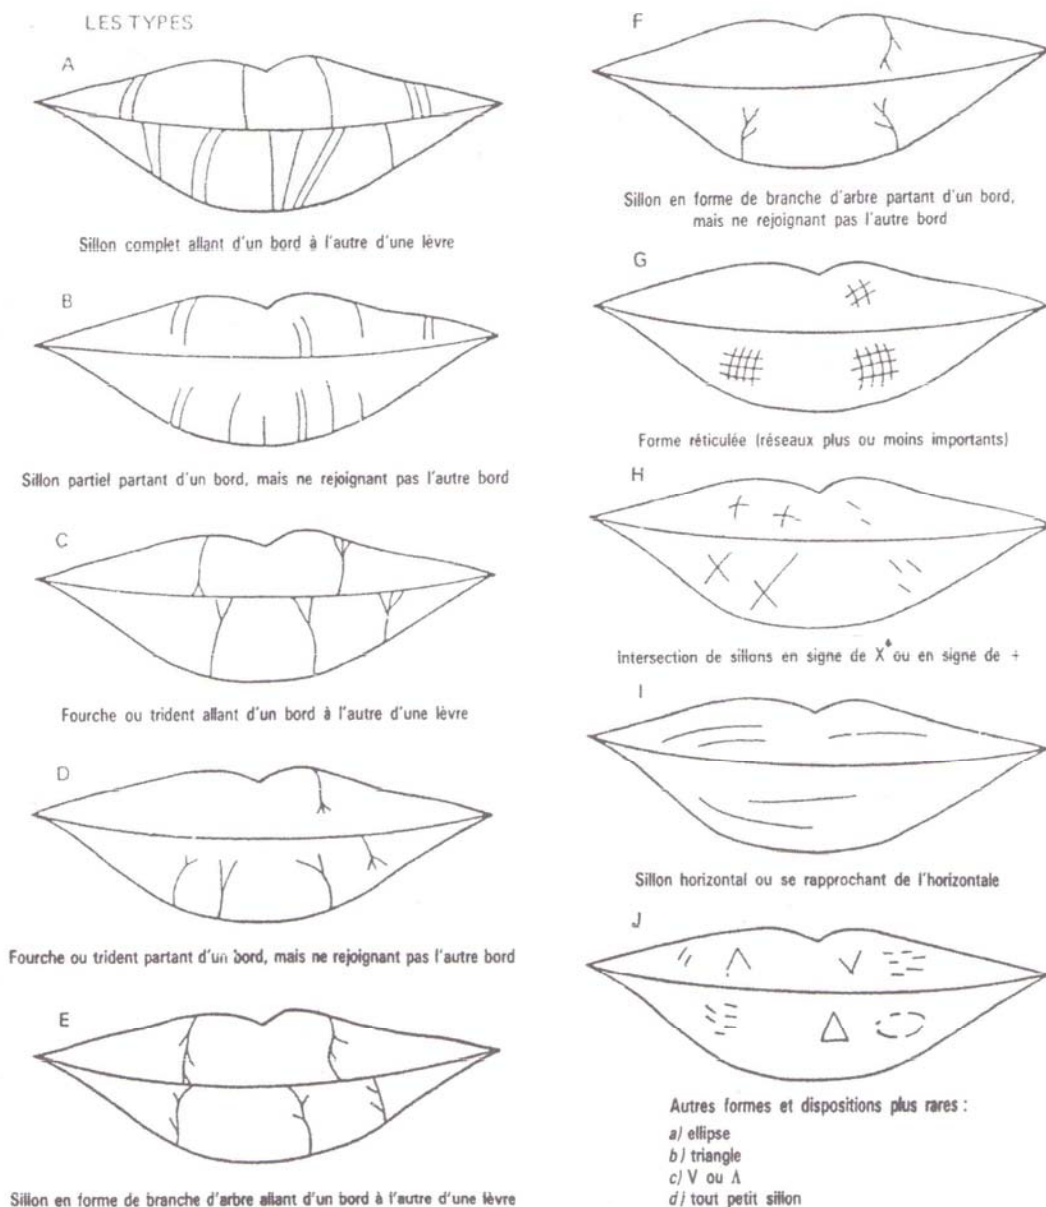 LES TYPES
A
Sillon complet allant d'un bord à l'autre d'une lèvre
B
Sillon partiel partant d'un bord, mais ne rejoignant pas l'autre bord
C
Fourche ou trident allant d'un bord à l'autre d'une lèvre
D
Fourche ou trident partant d'un bord, mais ne rejoignant pas l'autre bord
E
Sillon en forme de branche d'arbre allant d'un bord à l'autre d'une lèvre
F
Sillon en forme de branche d'arbre partant d'un bord,
mais ne rejoignant pas l'autre bord
G
Forme réticulée (réseaux plus ou moins importants)
H
Intersection de sillons en signe de X ou en signe de +
I
Sillon horizontal ou se rapprochant de l'horizontale
J
Autres formes et dispositions plus rares :
a) ellipse
b) triangle
c) V ou Λ
d) tout petit sillon